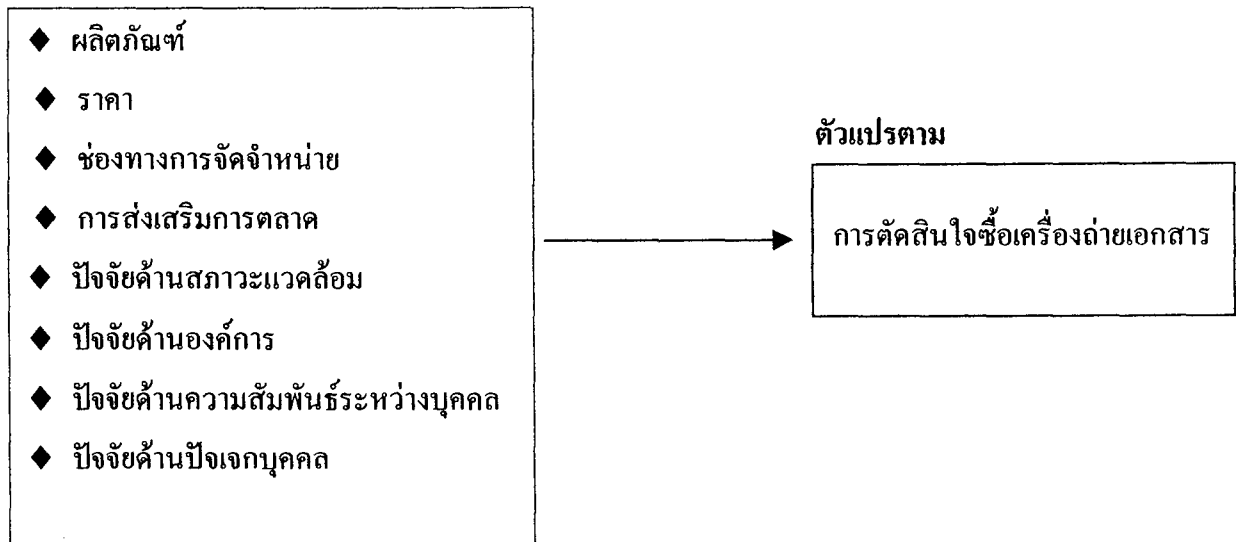 ◆ ผลิตภัณฑ์
◆ ราคา
◆ ช่องทางการจัดจำหน่าย
◆ การส่งเสริมการตลาด
◆ ปัจจัยด้านสภาวะแวดล้อม
◆ ปัจจัยด้านองค์การ
◆ ปัจจัยด้านความสัมพันธ์ระหว่างบุคคล
◆ ปัจจัยด้านปัจเจกบุคคล
ตัวแปรตาม
การตัดสินใจซื้อเครื่องถ่ายเอกสาร